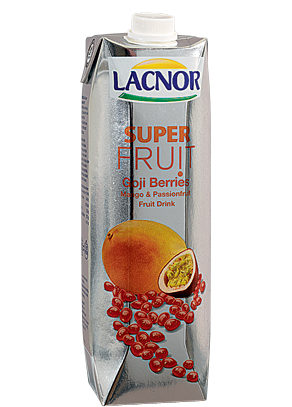 LACNOR
SUPER
FRUIT
Goji Berries
Mango & Passionfruit
Fruit Drink